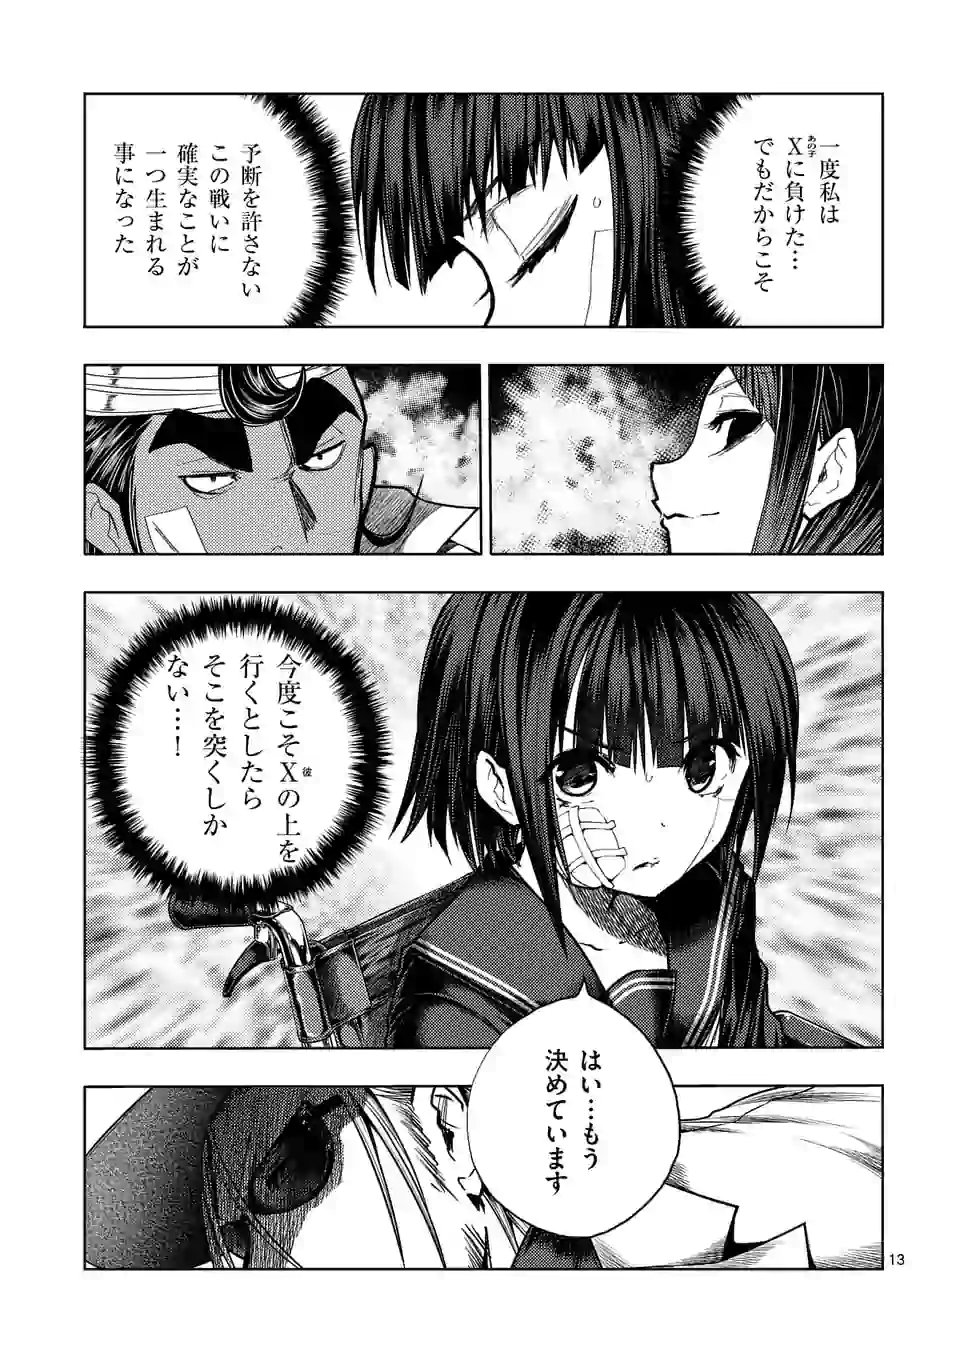 一度私は
X（あの子）に負けた…
でもだからこそ
予断を許さない
この戦いに
確実なことが
一つ生まれる
事になった
今度こそX（彼）の上を
行くとしたら
そこを突くしか
ない…！
はい…もう
決めています
13